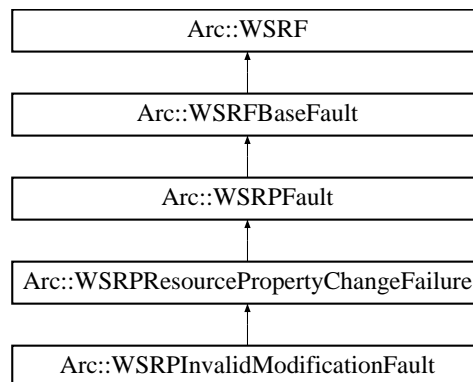 Arc::WSRF
Arc::WSRFBaseFault
Arc::WSRPFault
Arc::WSRPResourcePropertyChangeFailure
Arc::WSRPInvalidModificationFault